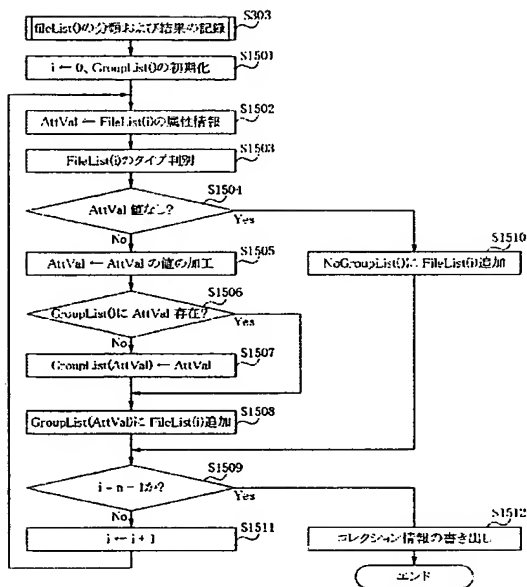 S303
fileList()の分類および結果の記録
S1501
i ← 0、GroupList()の初期化
S1502
AttVal ← FileList(i)の属性情報
S1503
FileList(i)のタイプ判別
S1504
AttVal 値なし?
Yes
No
S1505
AttVal ← AttVal の値の加工
S1510
NoGroupList()に FileList(i)追加
S1506
GroupList()に AttVal 存在?
Yes
No
S1507
GroupList(AttVal) ← AttVal
S1508
GroupList(AttVal)に FileList(i)追加
S1509
i = n - 1か?
Yes
No
S1511
i ← i + 1
S1512
コレクション情報の書き出し
エンド